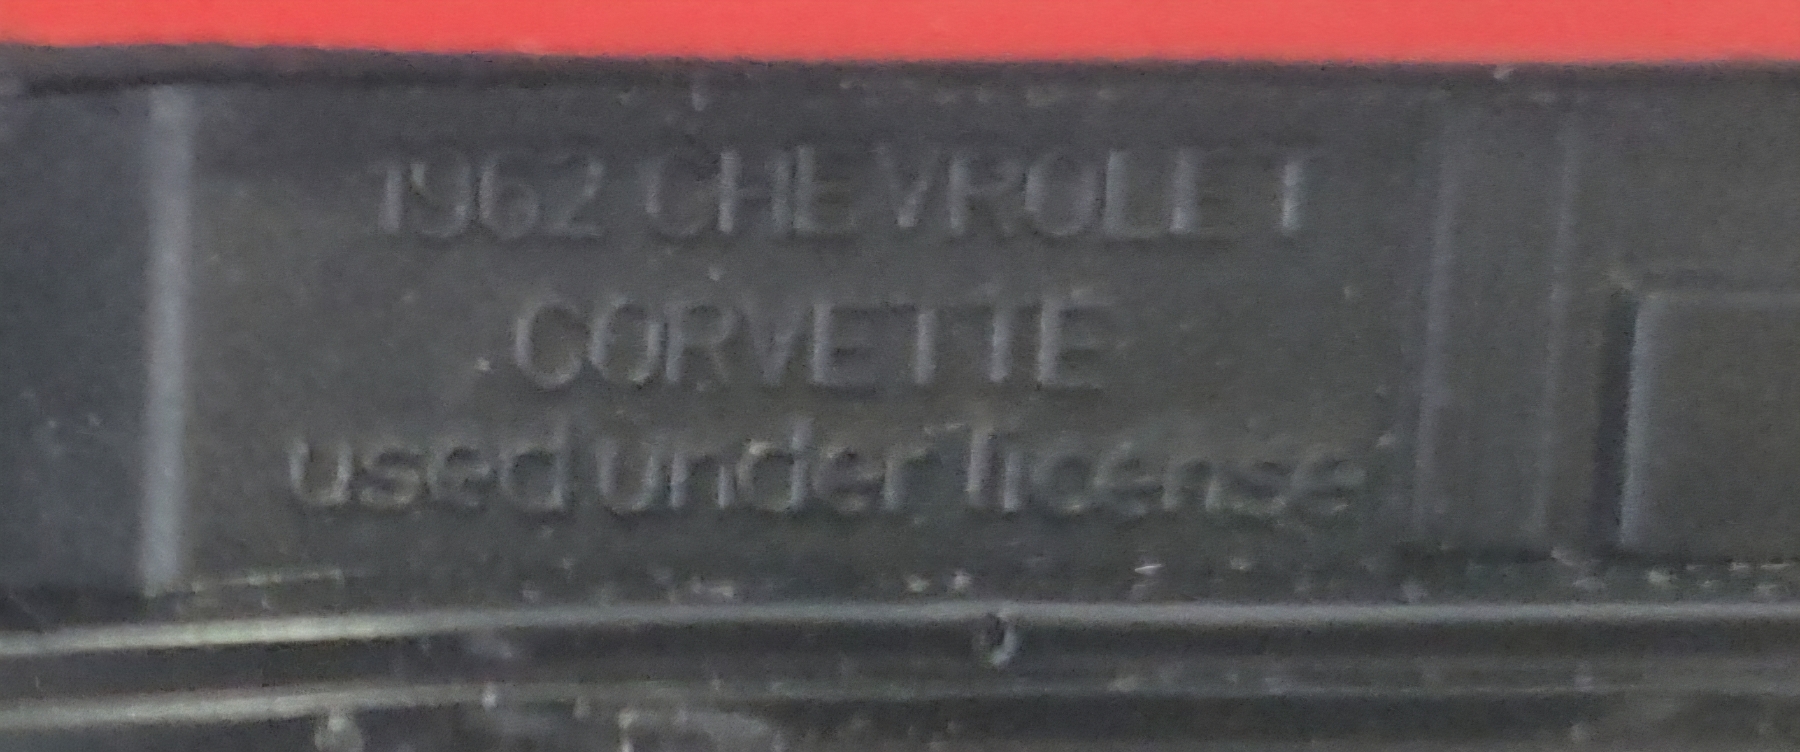 1962 CHEVROLET
CORVETTE
used under license